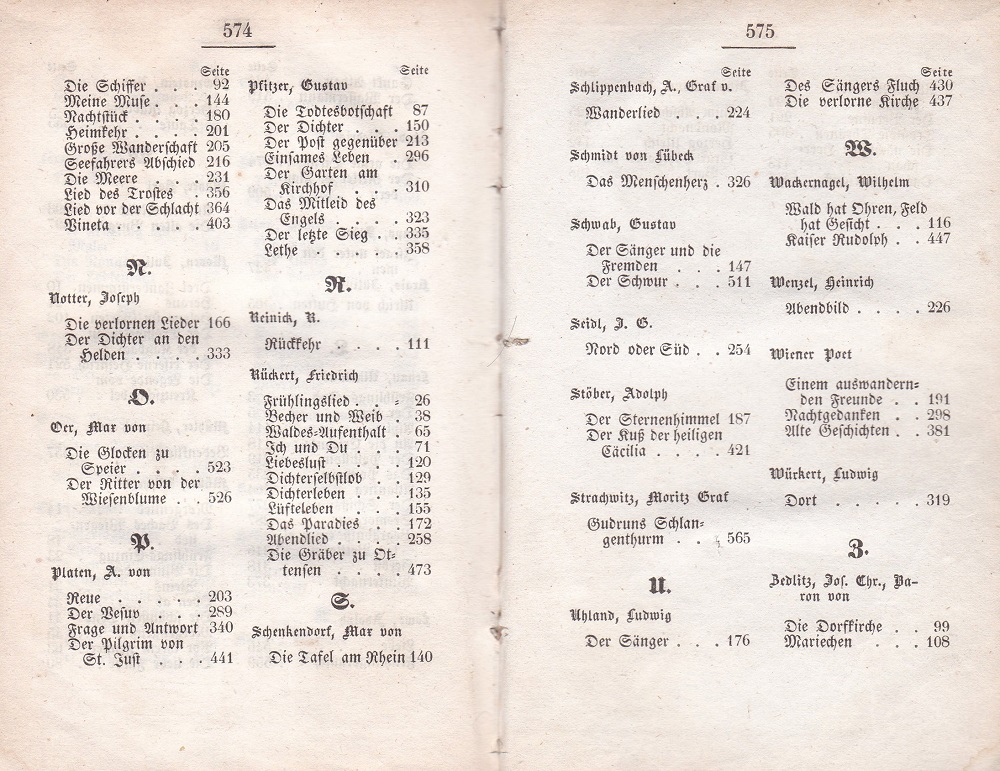 574
Seite
Die Schiffer . . . 92
Meine Muse . . . 144
Nachtstück . . . 180
Heimkehr . . . 201
Große Wanderschaft 205
Seefahrers Abschied 216
Die Meere . . . 231
Lied des Trostes . 356
Lied vor der Schlacht 364
Vineta . . . . 403
N.
Notter, Joseph
Die verlornen Lieder 166
Der Dichter an den
Helden . . . . 333
O.
Oer, Max von
Die Glocken zu
Speier . . . . 523
Der Ritter von der
Wiesenblume . . 526
P.
Platen, A. von
Reue . . . . . 203
Der Vesuv . . . 289
Frage und Antwort 340
Der Pilgrim von
St. Just . . . 441
Seite
Pfitzer, Gustav
Die Todtesbotschaft 87
Der Dichter . . . 150
Der Post gegenüber 213
Einsames Leben . 296
Der Garten am
Kirchhof . . . 310
Das Mitleid des
Engels . . . . 323
Der letzte Sieg . . 335
Lethe . . . . . 358
R.
Reinick, R.
Rückkehr . . . 111
Rückert, Friedrich
Frühlingslied . . . 26
Becher und Weib . 38
Waldes-Aufenthalt . 65
Ich und Du . . . 71
Liebeslust . . . 120
Dichterselbstlob . . 129
Dichterleben . . . 135
Lüfteleben . . . 155
Das Paradies . . 172
Abendlied . . . 258
Die Gräber zu Ot-
tensen . . . . 473
S.
Schenkendorf, Max von
Die Tafel am Rhein 140
575
Seite
Schlippenbach, A., Graf v.
Wanderlied . . . 224
Schmidt von Lübeck
Das Menschenherz . 326
Schwab, Gustav
Der Sänger und die
Fremden . . . 147
Der Schwur . . . 511
Seidl, J. G.
Nord oder Süd . . 254
Stöber, Adolph
Der Sternenhimmel 187
Der Kuß der heiligen
Cäcilia . . . . 421
Strachwitz, Moritz Graf
Gudruns Schlan-
genthurm . . . 565
U.
Uhland, Ludwig
Der Sänger . . . 176
Seite
Des Sängers Fluch 430
Die verlorne Kirche 437
W.
Wackernagel, Wilhelm
Wald hat Ohren, Feld
hat Gesicht . . . 116
Kaiser Rudolph . . 447
Wenzel, Heinrich
Abendbild . . . . 226
Wiener Poet
Einem auswandern-
den Freunde . . 191
Nachtgedanken . . 298
Alte Geschichten . . 381
Würkert, Ludwig
Dort . . . . . 319
Z.
Zedlitz, Jos. Chr., Ba-
ron von
Die Dorfkirche . . 99
Mariechen . . . 108